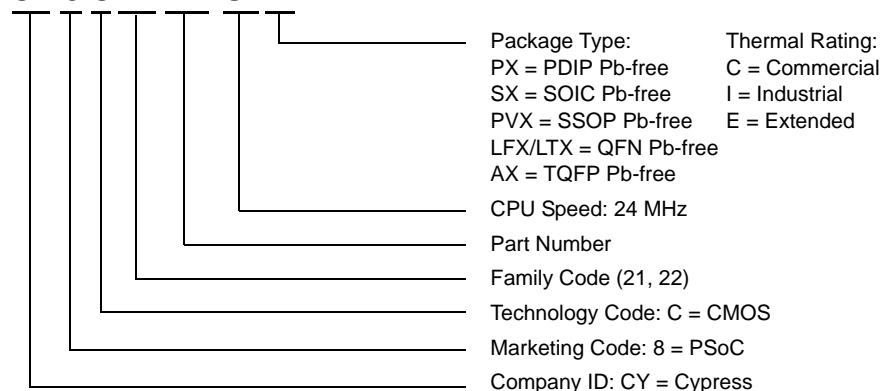 Package Type:
PX = PDIP Pb-free
SX = SOIC Pb-free
PVX = SSOP Pb-free
LFX/LTX = QFN Pb-free
AX = TQFP Pb-free
Thermal Rating:
C = Commercial
I = Industrial
E = Extended
CPU Speed: 24 MHz
Part Number
Family Code (21, 22)
Technology Code: C = CMOS
Marketing Code: 8 = PSoC
Company ID: CY = Cypress